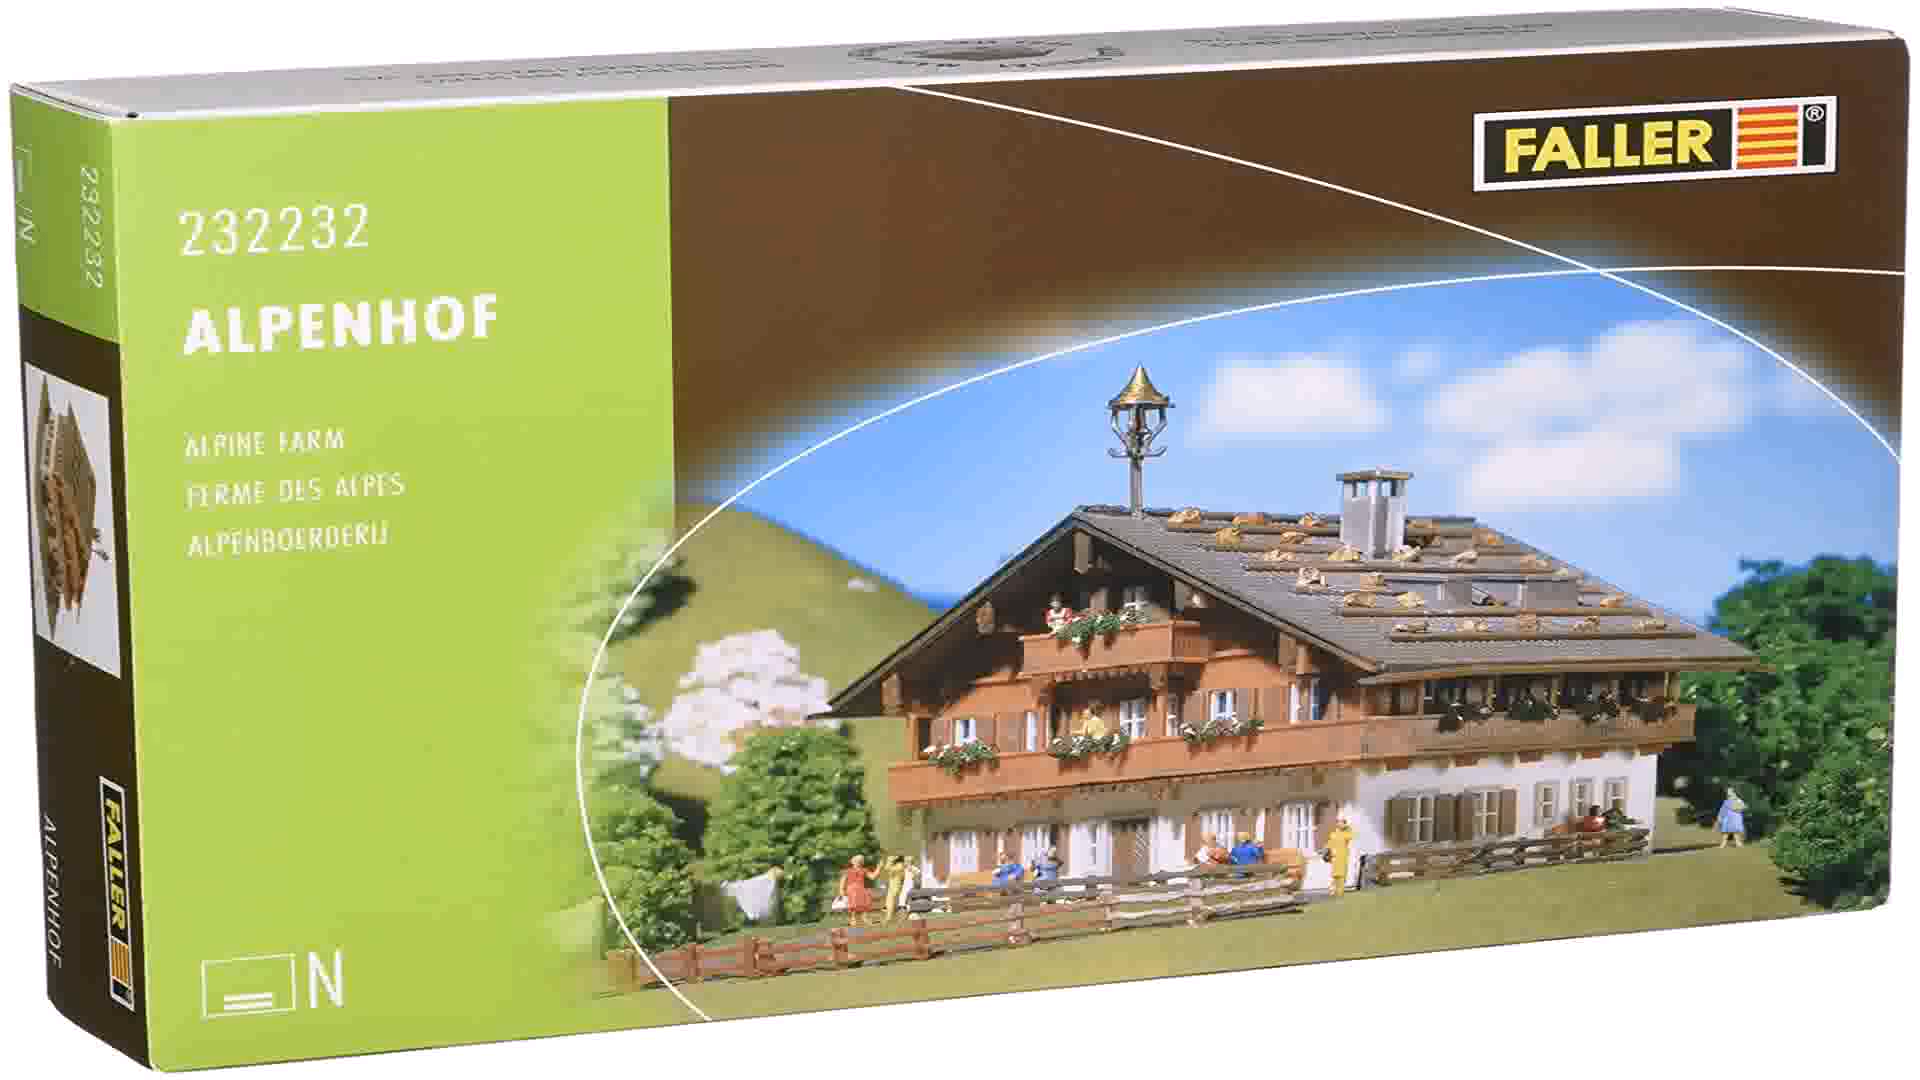 FALLER ®
232232
ALPENHOF
ALPINE FARM
FERME DES ALPES
ALPENBOERDERIJ
N
N
232232
FALLER
ALPENHOF